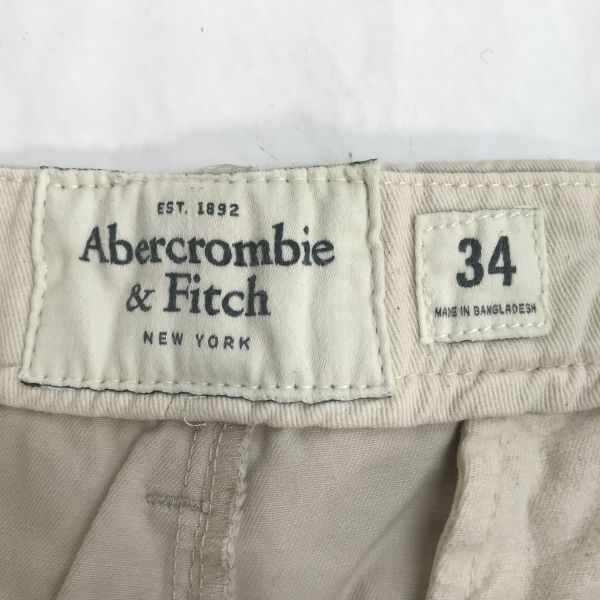 EST. 1892
Abercrombie
& Fitch
NEW YORK
34
MADE IN BANGLADESH